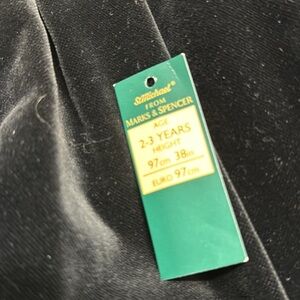 StMichael®
FROM
MARKS & SPENCER
AGE
2-3 YEARS
HEIGHT
97cm 38in
EURO 97cm